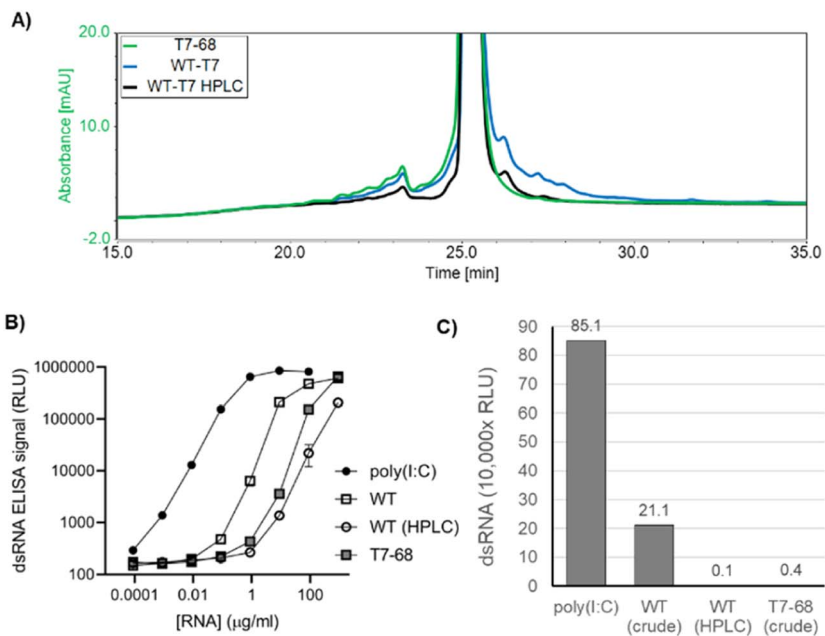 A)
20.0
10.0
-2.0
Absorbance [mAU]
T7-68
WT-T7
WT-T7 HPLC
15.0 20.0 25.0 30.0 35.0
Time [min]
B)
dsRNA ELISA signal (RLU)
1000000
100000
10000
1000
100
0.0001 0.01 1 100
[RNA] (μg/ml)
poly(I:C)
WT
WT (HPLC)
T7-68
C)
dsRNA (10,000x RLU)
90
80
70
60
50
40
30
20
10
0
85.1
21.1
0.1
0.4
poly(I:C) WT WT T7-68
(crude) (HPLC) (crude)